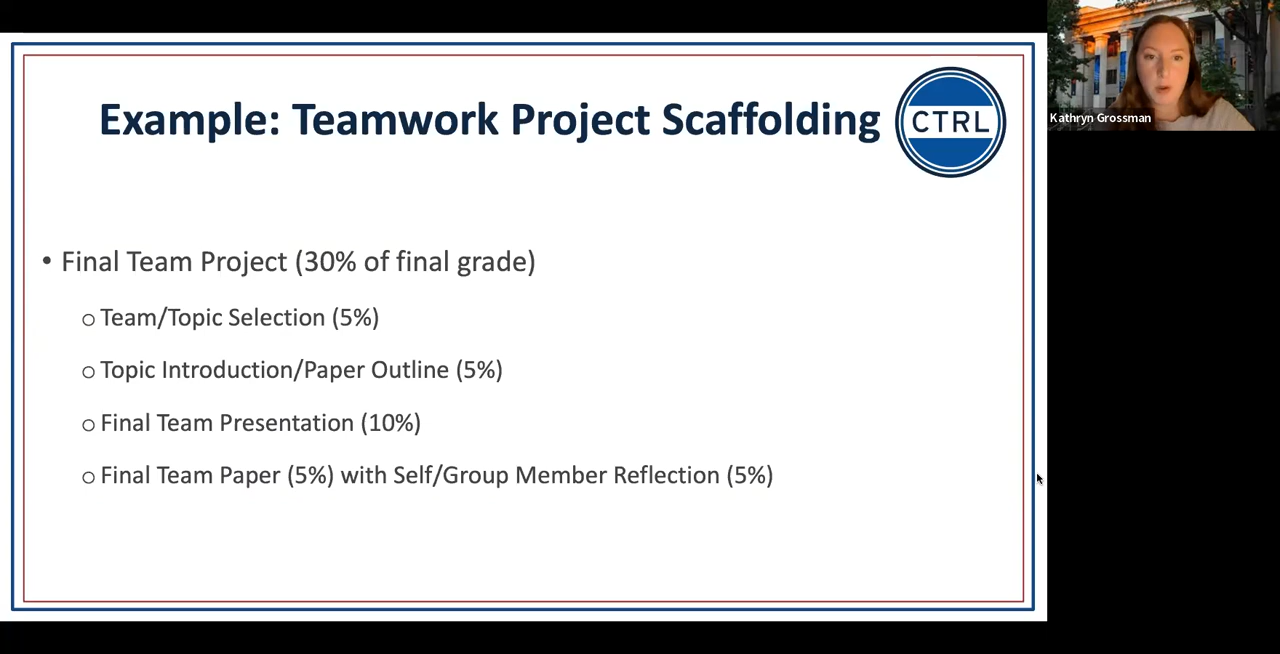 Example: Teamwork Project Scaffolding
CTRL
• Final Team Project (30% of final grade)
o Team/Topic Selection (5%)
o Topic Introduction/Paper Outline (5%)
o Final Team Presentation (10%)
o Final Team Paper (5%) with Self/Group Member Reflection (5%)
Kathryn Grossman